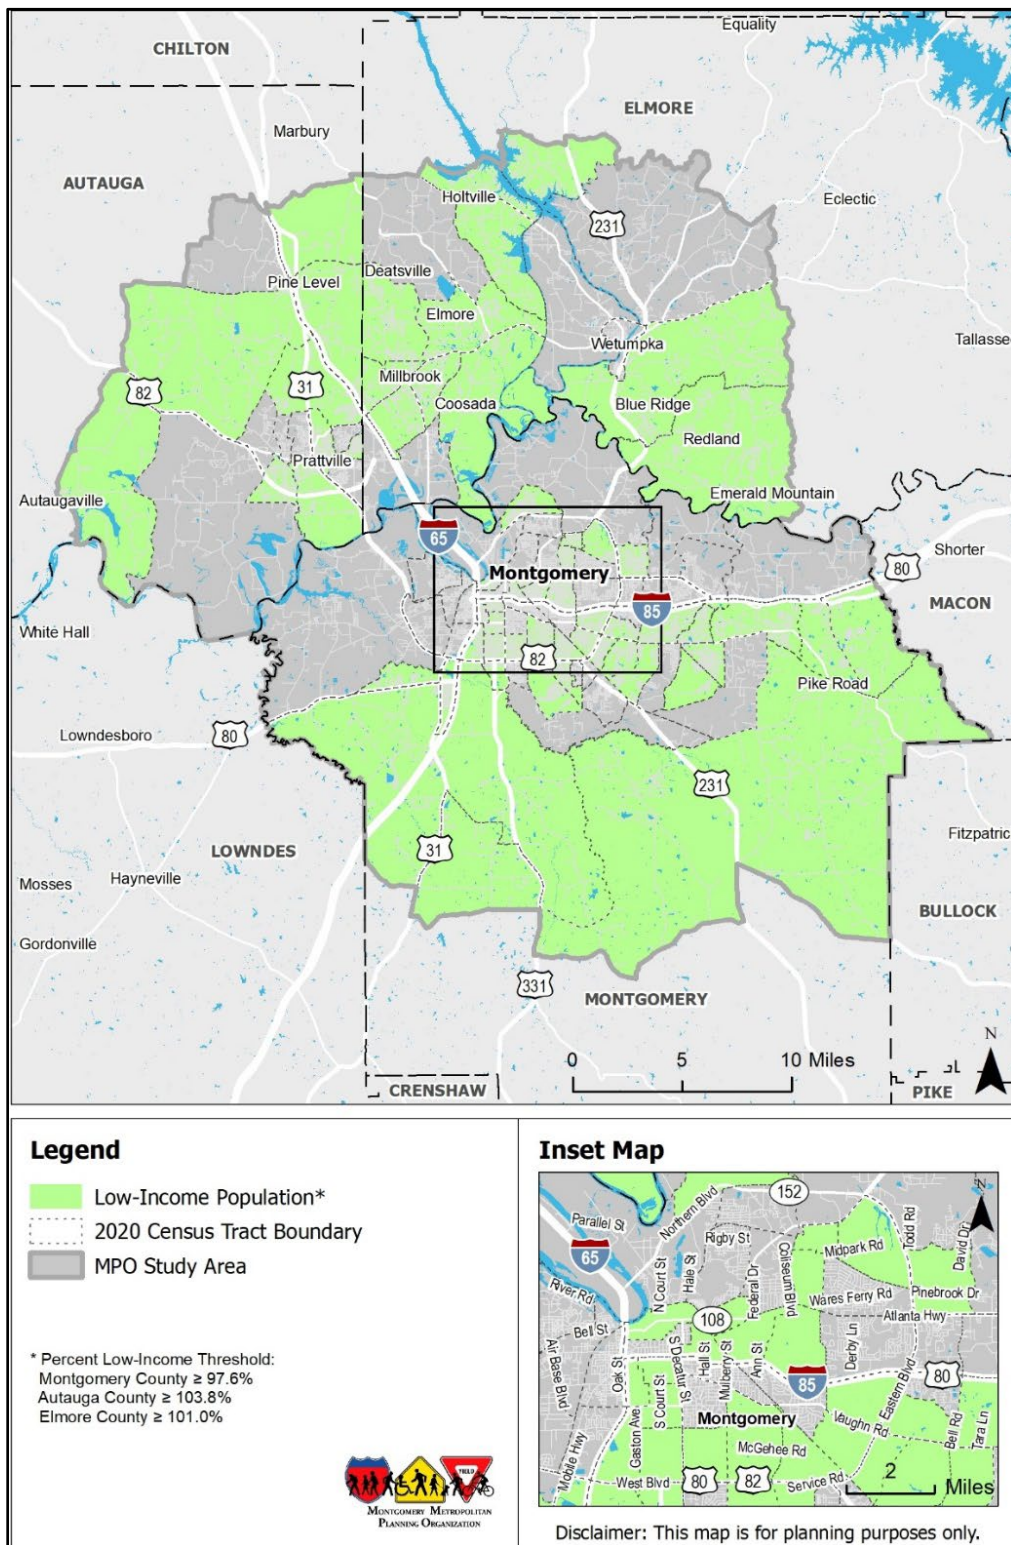 CHILTON
Equality
ELMORE
Marbury
AUTAUGA
Holtville
Eclectic
231
Deatsville
Pine Level
Elmore
Wetumpka
Tallasse
82
31
Millbrook
Coosada
Blue Ridge
Redland
Prattville
Autaugaville
Emerald Mountain
65
Shorter
80
Montgomery
MACON
85
White Hall
82
Pike Road
Lowndesboro
80
231
Fitzpatric
LOWNDES
31
Mosses
Hayneville
BULLOCK
Gordonville
331
MONTGOMERY
N
0 5 10 Miles
CRENSHAW
PIKE
Legend
Low-Income Population*
2020 Census Tract Boundary
MPO Study Area
* Percent Low-Income Threshold:
Montgomery County ≥ 97.6%
Autauga County ≥ 103.8%
Elmore County ≥ 101.0%
YIELD
MONTGOMERY METROPOLITAN
PLANNING ORGANIZATION
Inset Map
N
152
Parallel St
Northern Blvd
Rigby St
Todd Rd
David Dr
65
N Court St
Hale St
Federal Dr
Coliseum Blvd
Midpark Rd
River Rd
Wares Ferry Rd
Pinebrook Dr
108
Atlanta Hwy
Bell St
Air Base Blvd
Oak St
S Decatur St
Hall St
Mulberry St
Ann St
Derby Ln
85
80
S Court St
Eastern Blvd
Montgomery
Vaughn Rd
Gaston Ave
Mobile Hwy
McGehee Rd
Bell Rd
Tara Ln
West Blvd
80
82
Service Rd
2
Miles
Disclaimer: This map is for planning purposes only.